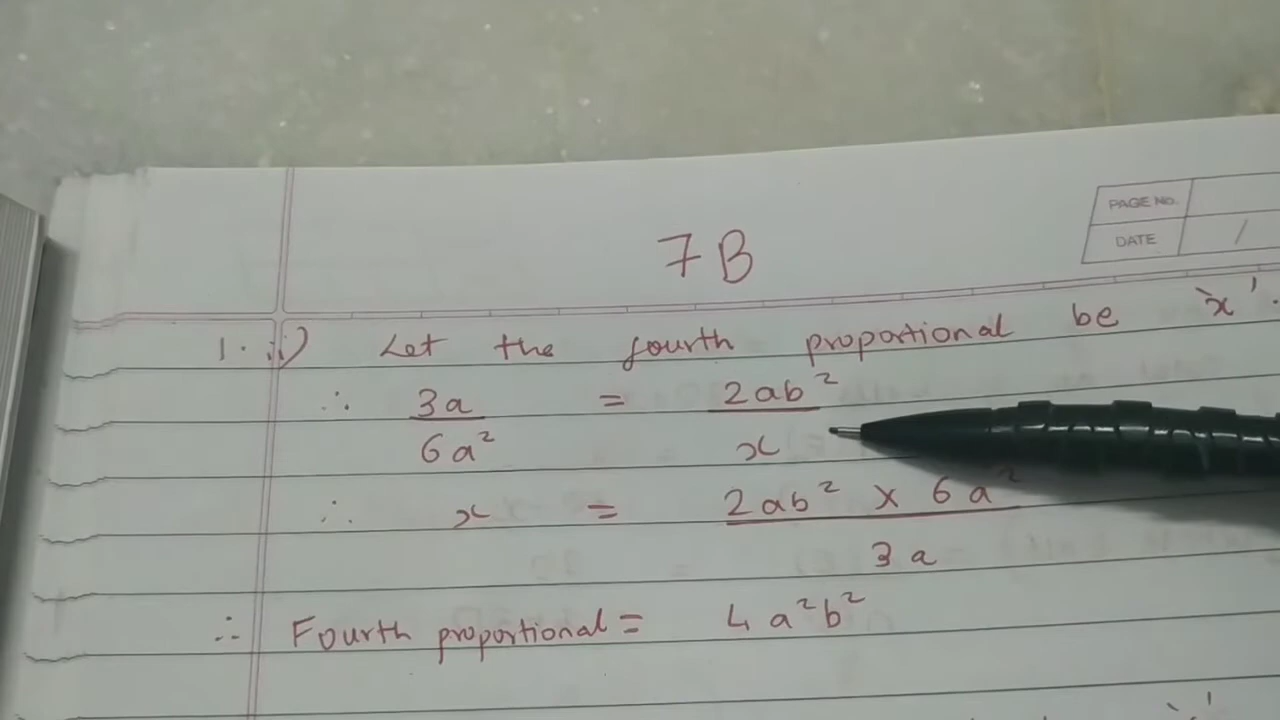 PAGE No.
DATE /
7B
1. ii) Let the fourth proportional be 'x'.
∴ 3a = 2ab²
6a² x
∴ x = 2ab² x 6a²
3a
∴ Fourth proportional = 4a²b²